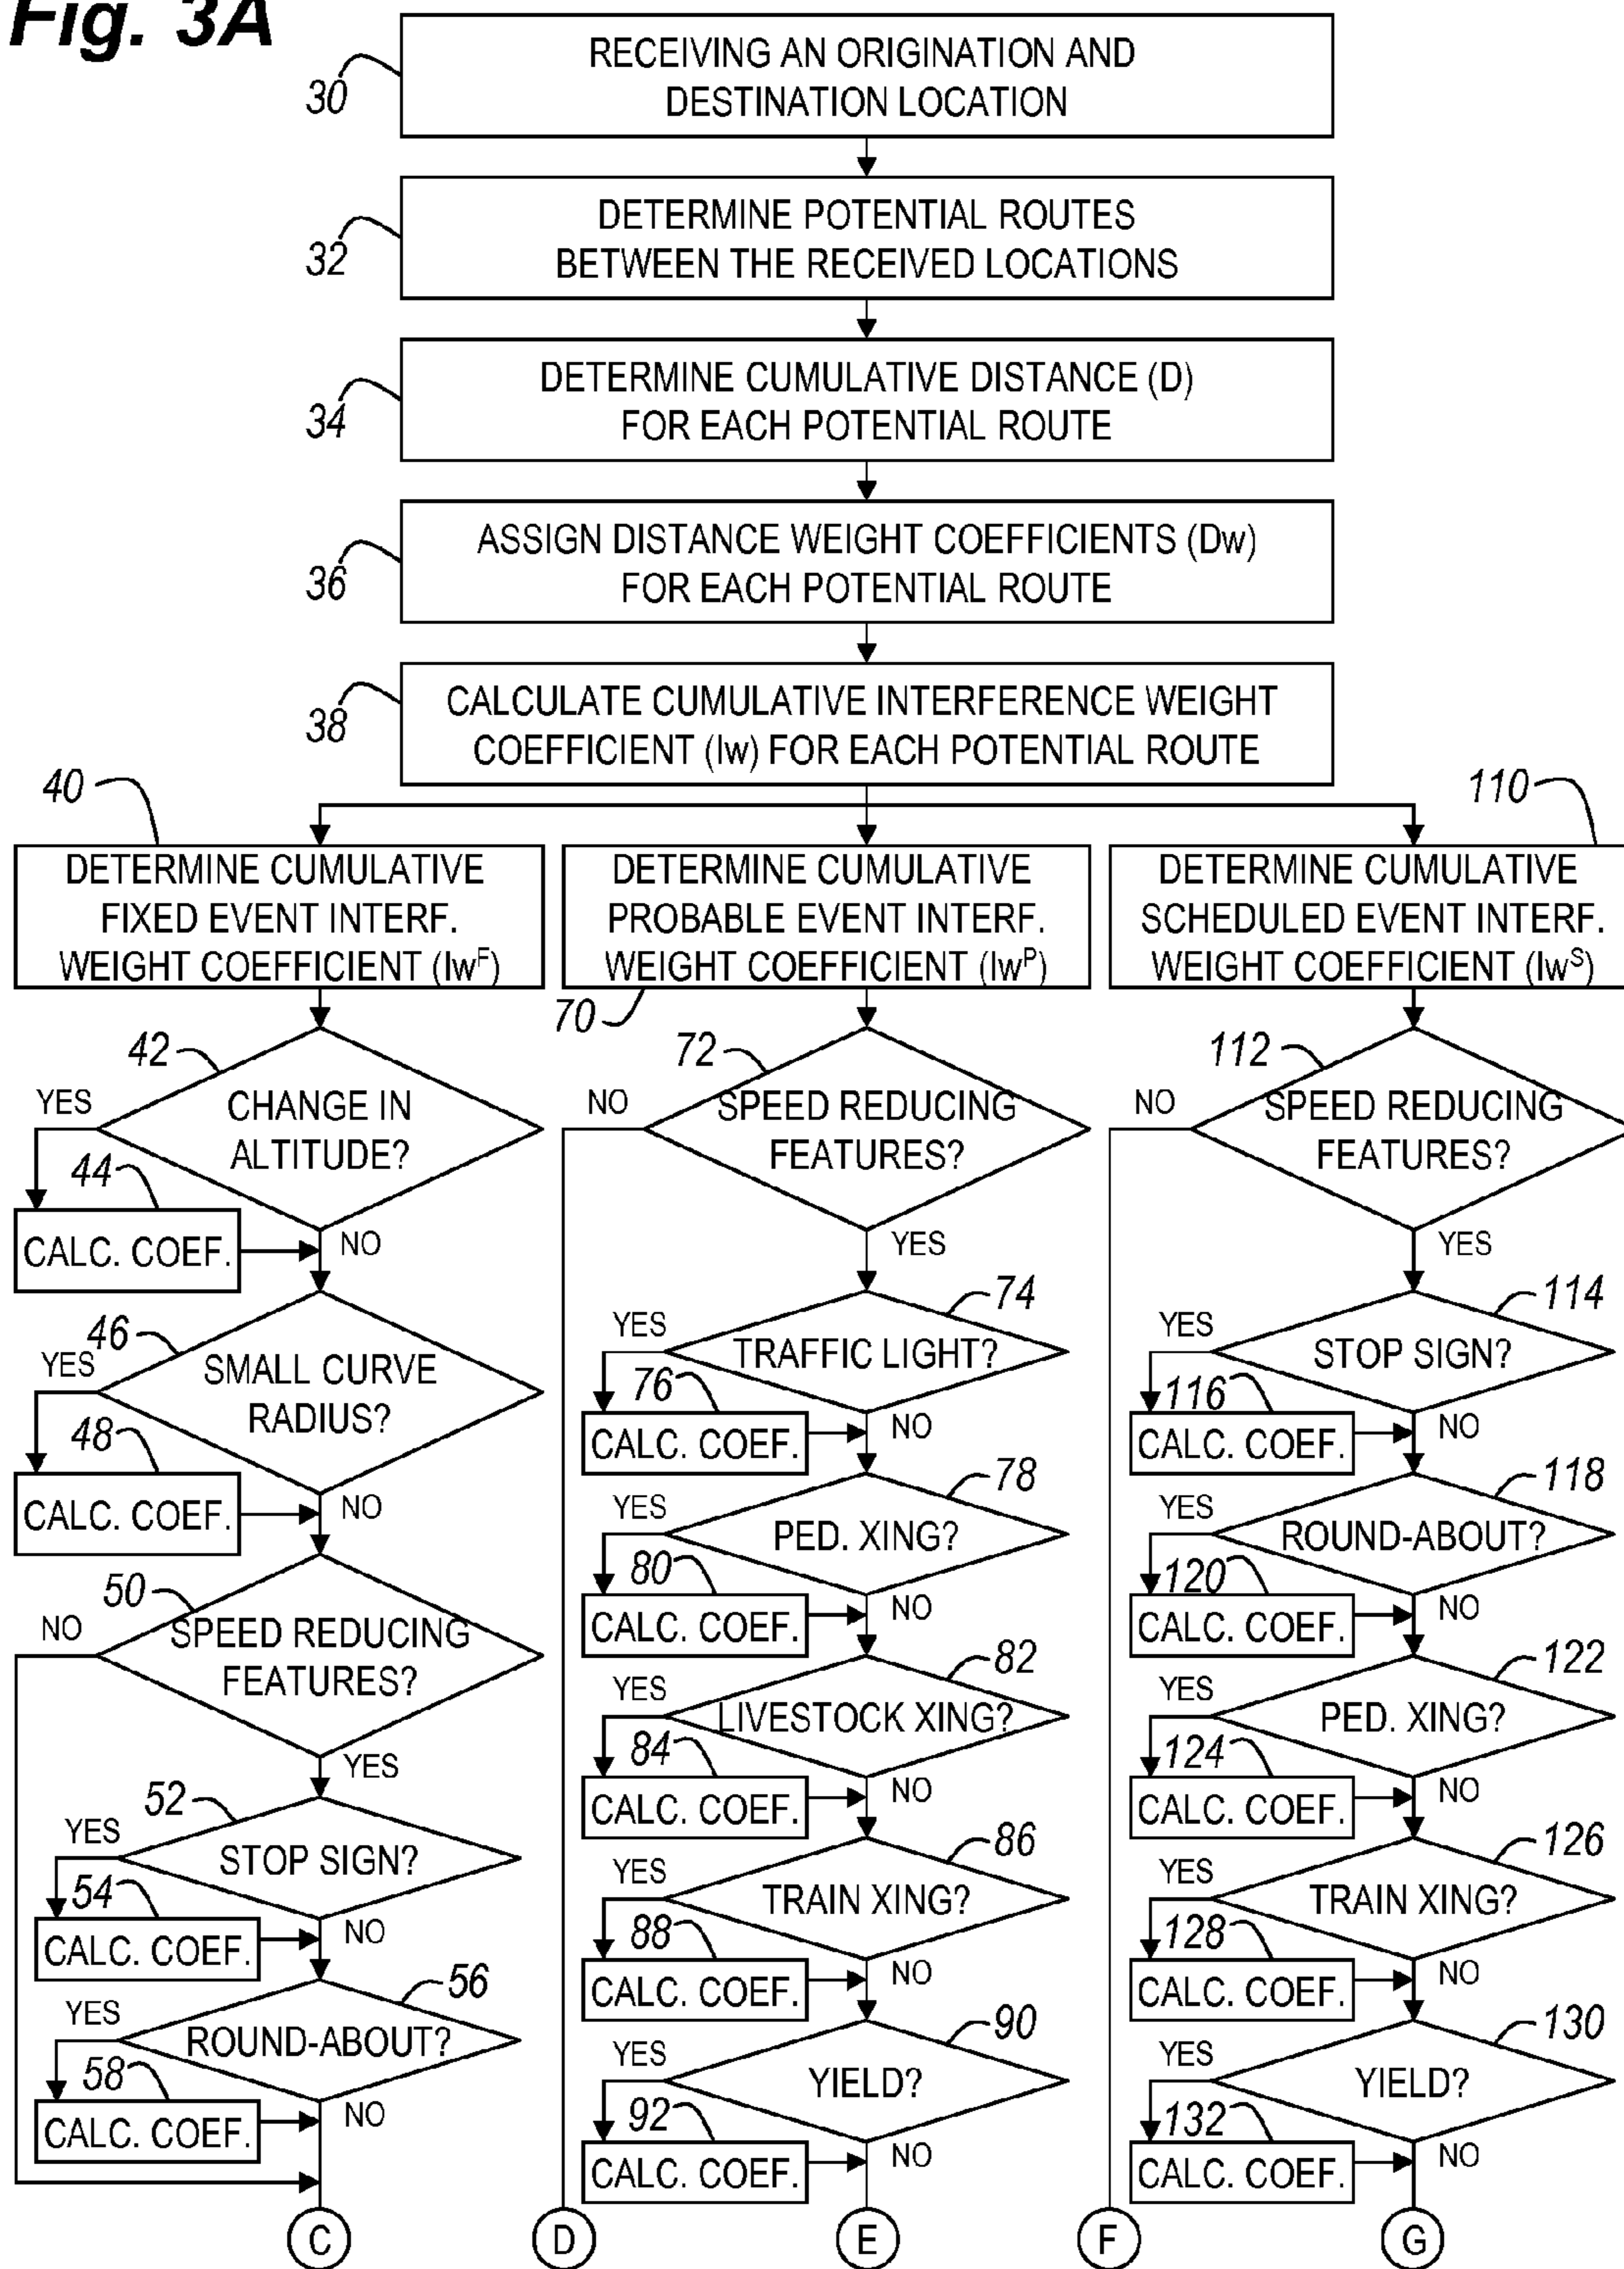 Fig. 3A
RECEIVING AN ORIGINATION AND
DESTINATION LOCATION
30
DETERMINE POTENTIAL ROUTES
BETWEEN THE RECEIVED LOCATIONS
32
DETERMINE CUMULATIVE DISTANCE (D)
FOR EACH POTENTIAL ROUTE
34
ASSIGN DISTANCE WEIGHT COEFFICIENTS (Dw)
FOR EACH POTENTIAL ROUTE
36
CALCULATE CUMULATIVE INTERFERENCE WEIGHT
COEFFICIENT (Iw) FOR EACH POTENTIAL ROUTE
38
40
DETERMINE CUMULATIVE
FIXED EVENT INTERF.
WEIGHT COEFFICIENT (Iw^F)
42
CHANGE IN
ALTITUDE?
YES
44
CALC. COEF.
NO
46
SMALL CURVE
RADIUS?
YES
48
CALC. COEF.
NO
50
SPEED REDUCING
FEATURES?
NO
YES
52
STOP SIGN?
YES
54
CALC. COEF.
NO
56
ROUND-ABOUT?
YES
58
CALC. COEF.
NO
C
DETERMINE CUMULATIVE
PROBABLE EVENT INTERF.
WEIGHT COEFFICIENT (Iw^P)
70
72
SPEED REDUCING
FEATURES?
NO
YES
74
TRAFFIC LIGHT?
YES
76
CALC. COEF.
NO
78
PED. XING?
YES
80
CALC. COEF.
NO
82
LIVESTOCK XING?
YES
84
CALC. COEF.
NO
86
TRAIN XING?
YES
88
CALC. COEF.
NO
90
YIELD?
YES
92
CALC. COEF.
NO
D
E
110
DETERMINE CUMULATIVE
SCHEDULED EVENT INTERF.
WEIGHT COEFFICIENT (Iw^S)
112
SPEED REDUCING
FEATURES?
NO
YES
114
STOP SIGN?
YES
116
CALC. COEF.
NO
118
ROUND-ABOUT?
YES
120
CALC. COEF.
NO
122
PED. XING?
YES
124
CALC. COEF.
NO
126
TRAIN XING?
YES
128
CALC. COEF.
NO
130
YIELD?
YES
132
CALC. COEF.
NO
F
G